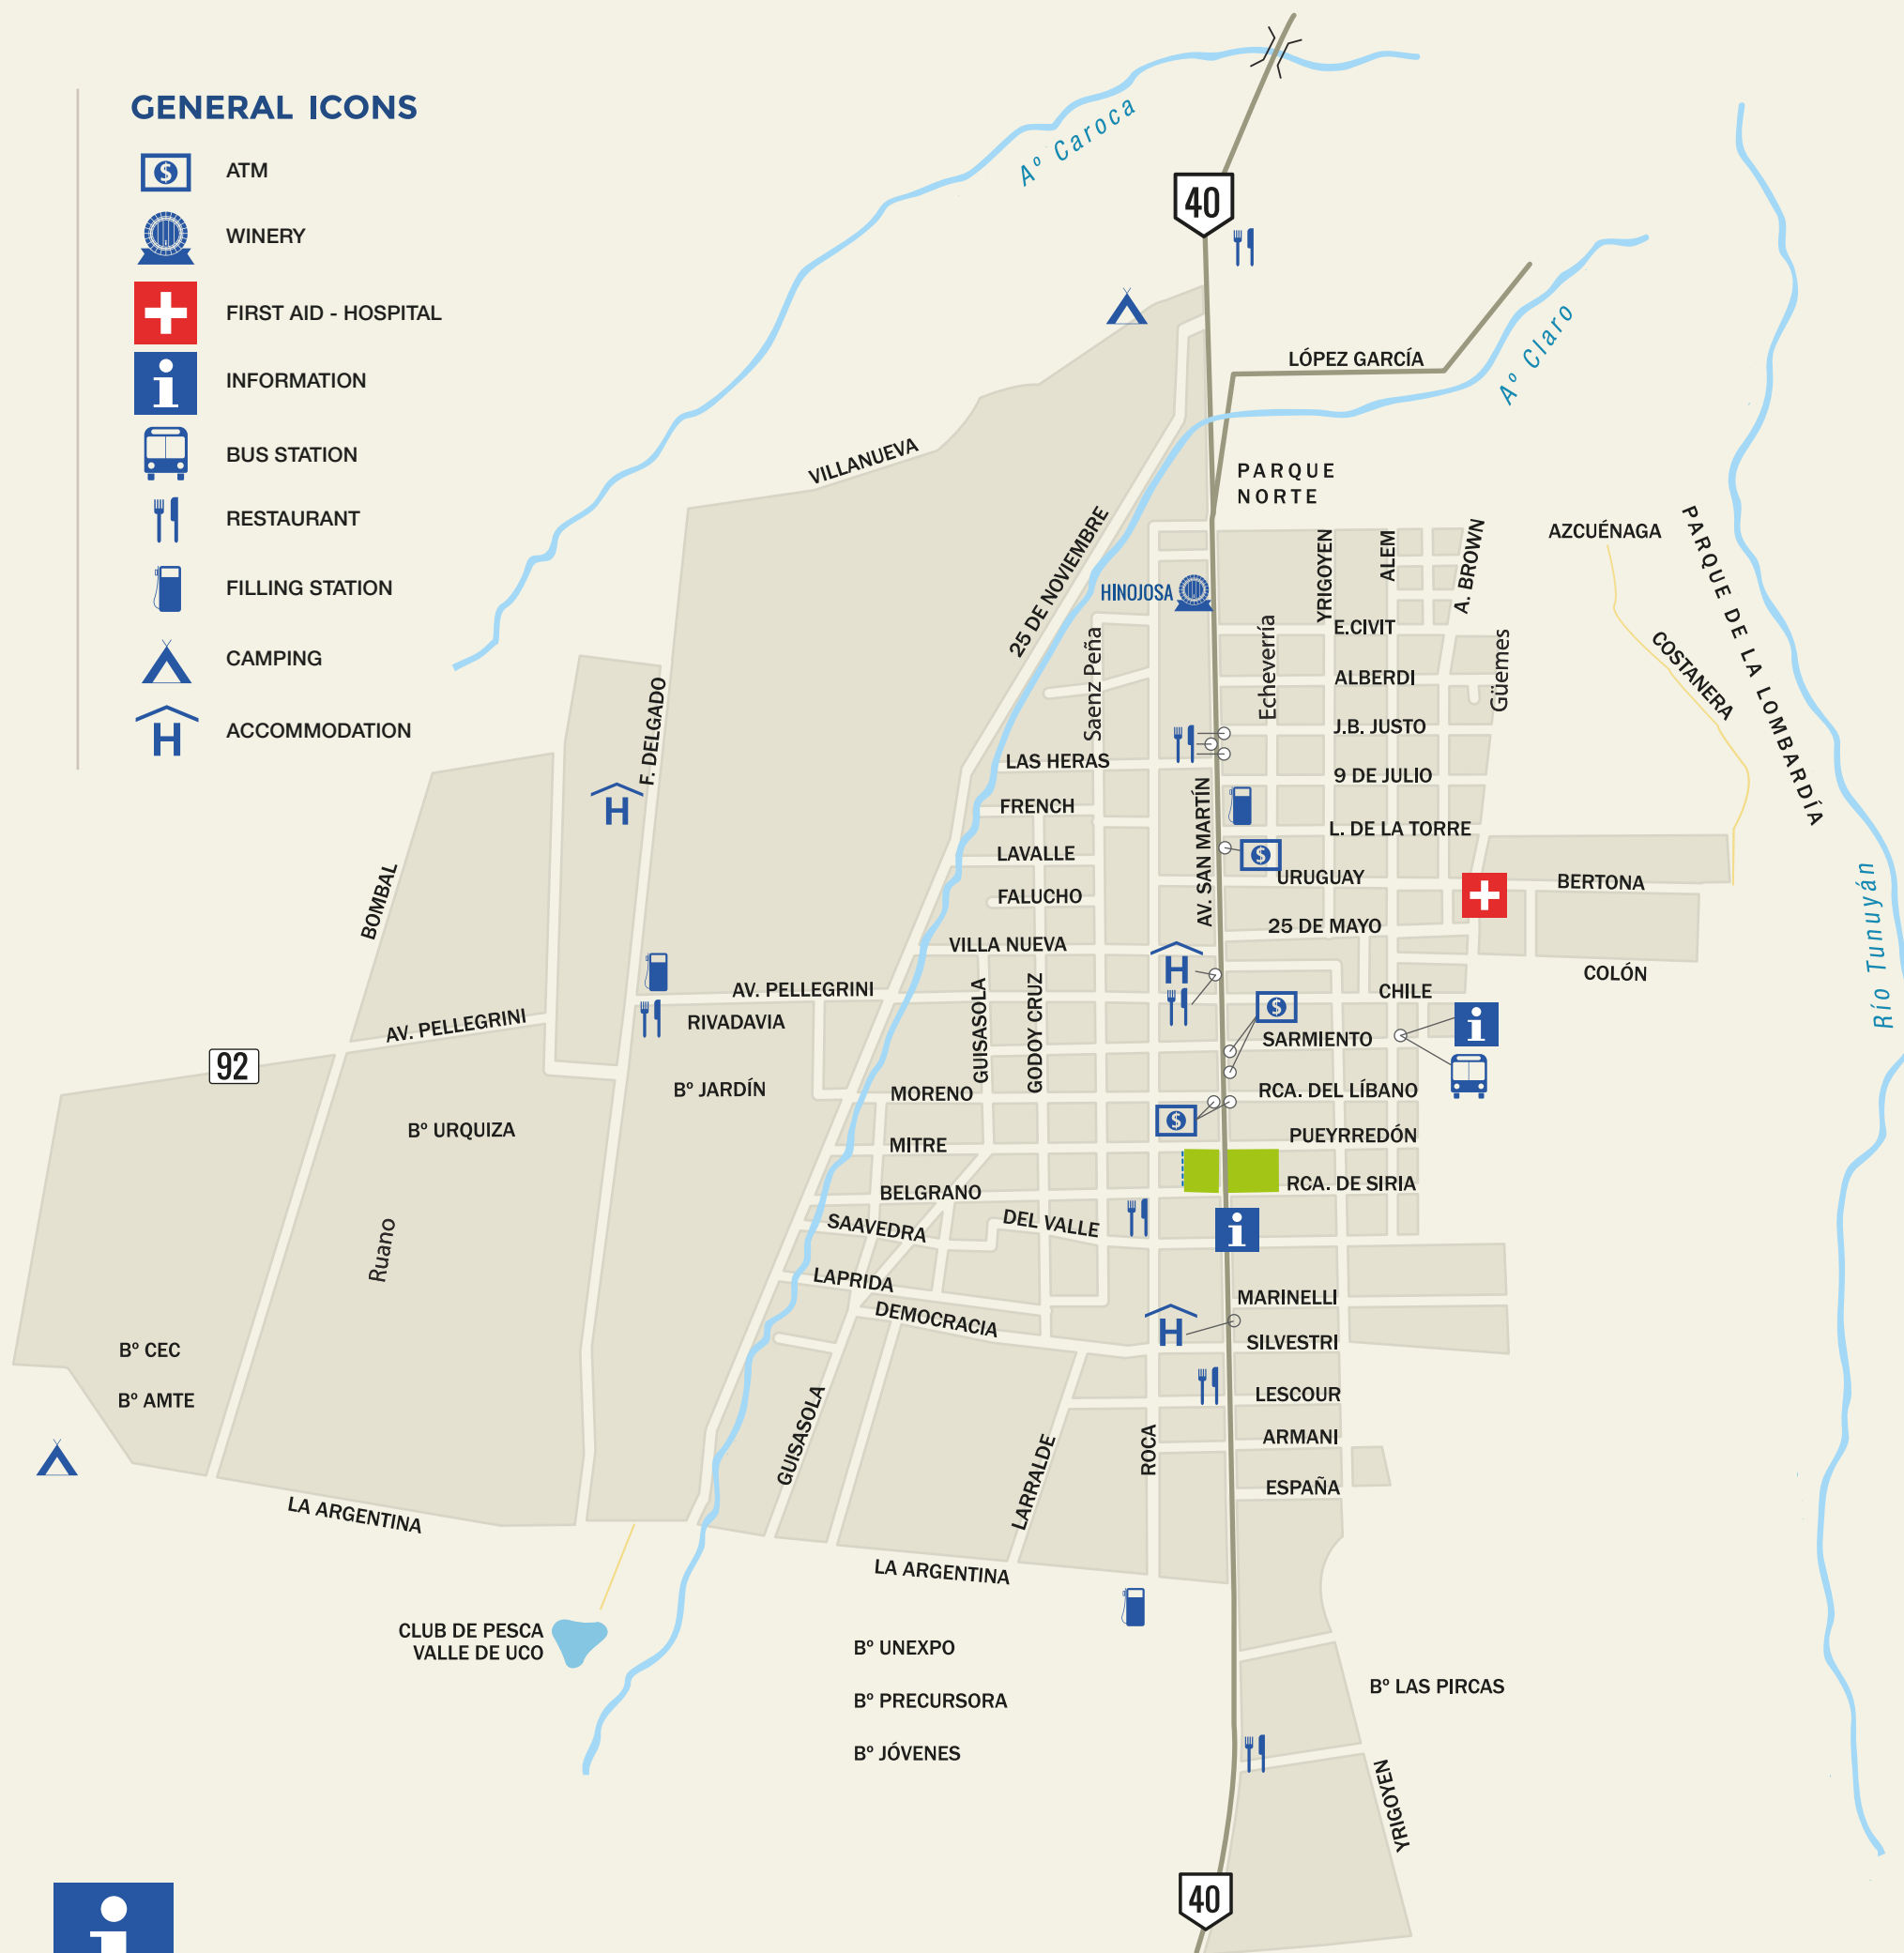 GENERAL ICONS
ATM
WINERY
FIRST AID - HOSPITAL
INFORMATION
BUS STATION
RESTAURANT
FILLING STATION
CAMPING
H
ACCOMMODATION
Aº Caroca
40
LÓPEZ GARCÍA
Aº Claro
VILLANUEVA
PARQUE
NORTE
25 DE NOVIEMBRE
HINOJOSA
YRIGOYEN
ALEM
A. BROWN
AZCUÉNAGA
PARQUE DE LA LOMBARDÍA
COSTANERA
E.CIVIT
Saenz Peña
Echeverría
Güemes
ALBERDI
F. DELGADO
J.B. JUSTO
LAS HERAS
9 DE JULIO
H
FRENCH
AV. SAN MARTÍN
L. DE LA TORRE
LAVALLE
URUGUAY
BERTONA
BOMBAL
FALUCHO
25 DE MAYO
Río Tunuyán
VILLA NUEVA
H
COLÓN
AV. PELLEGRINI
GUISASOLA
GODOY CRUZ
CHILE
AV. PELLEGRINI
RIVADAVIA
SARMIENTO
92
Bº JARDÍN
MORENO
RCA. DEL LÍBANO
Bº URQUIZA
MITRE
PUEYRREDÓN
BELGRANO
RCA. DE SIRIA
SAAVEDRA
DEL VALLE
Ruano
LAPRIDA
MARINELLI
DEMOCRACIA
H
SILVESTRI
Bº CEC
Bº AMTE
LESCOUR
GUISASOLA
LARRALDE
ROCA
ARMANI
ESPAÑA
LA ARGENTINA
LA ARGENTINA
CLUB DE PESCA
VALLE DE UCO
Bº UNEXPO
Bº LAS PIRCAS
Bº PRECURSORA
Bº JÓVENES
YRIGOYEN
40